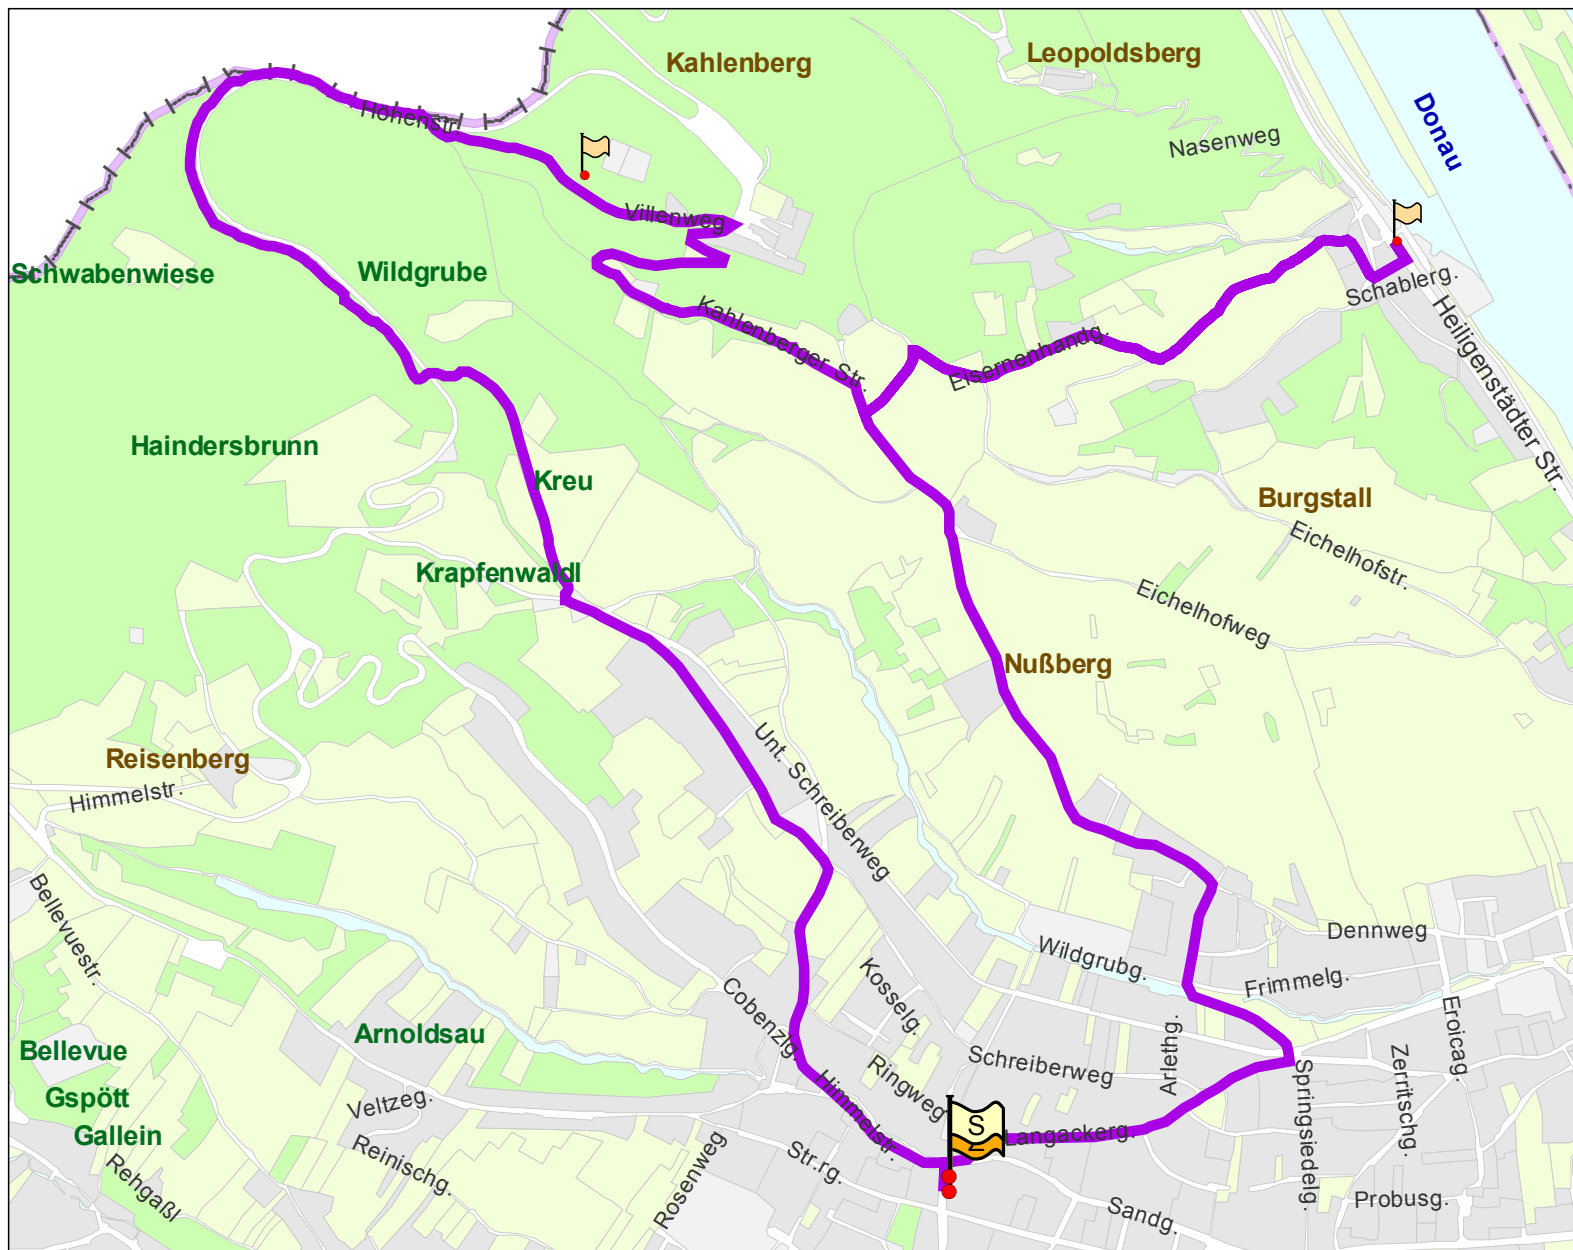 Kahlenberg
Leopoldsberg
Donau
Höhenstr.
Nasenweg
Villenweg
Schwabenwiese
Wildgrube
Schablerg.
Kahlenberger Str.
Eisernenhandg.
Heiligenstädter Str.
Haindersbrunn
Kreu
Burgstall
Eichelhofstr.
Krapfenwaldl
Eichelhofweg
Nußberg
Reisenberg
Himmelstr.
Unt. Schreiberweg
Bellevuestr.
Dennweg
Wildgrubg.
Frimmelg.
Kosselg.
Cobenzlg.
Arnoldsau
Eroicag.
Bellevue
Schreiberweg
Arlethg.
Zerritschg.
Ringweg
Springsiedelg.
Gspött
Veltzeg.
Himmelstr.
S
Z
Langackerg.
Gallein
Reinischg.
Rosenweg
Str.rg.
Rehgaßl
Sandg.
Probusg.